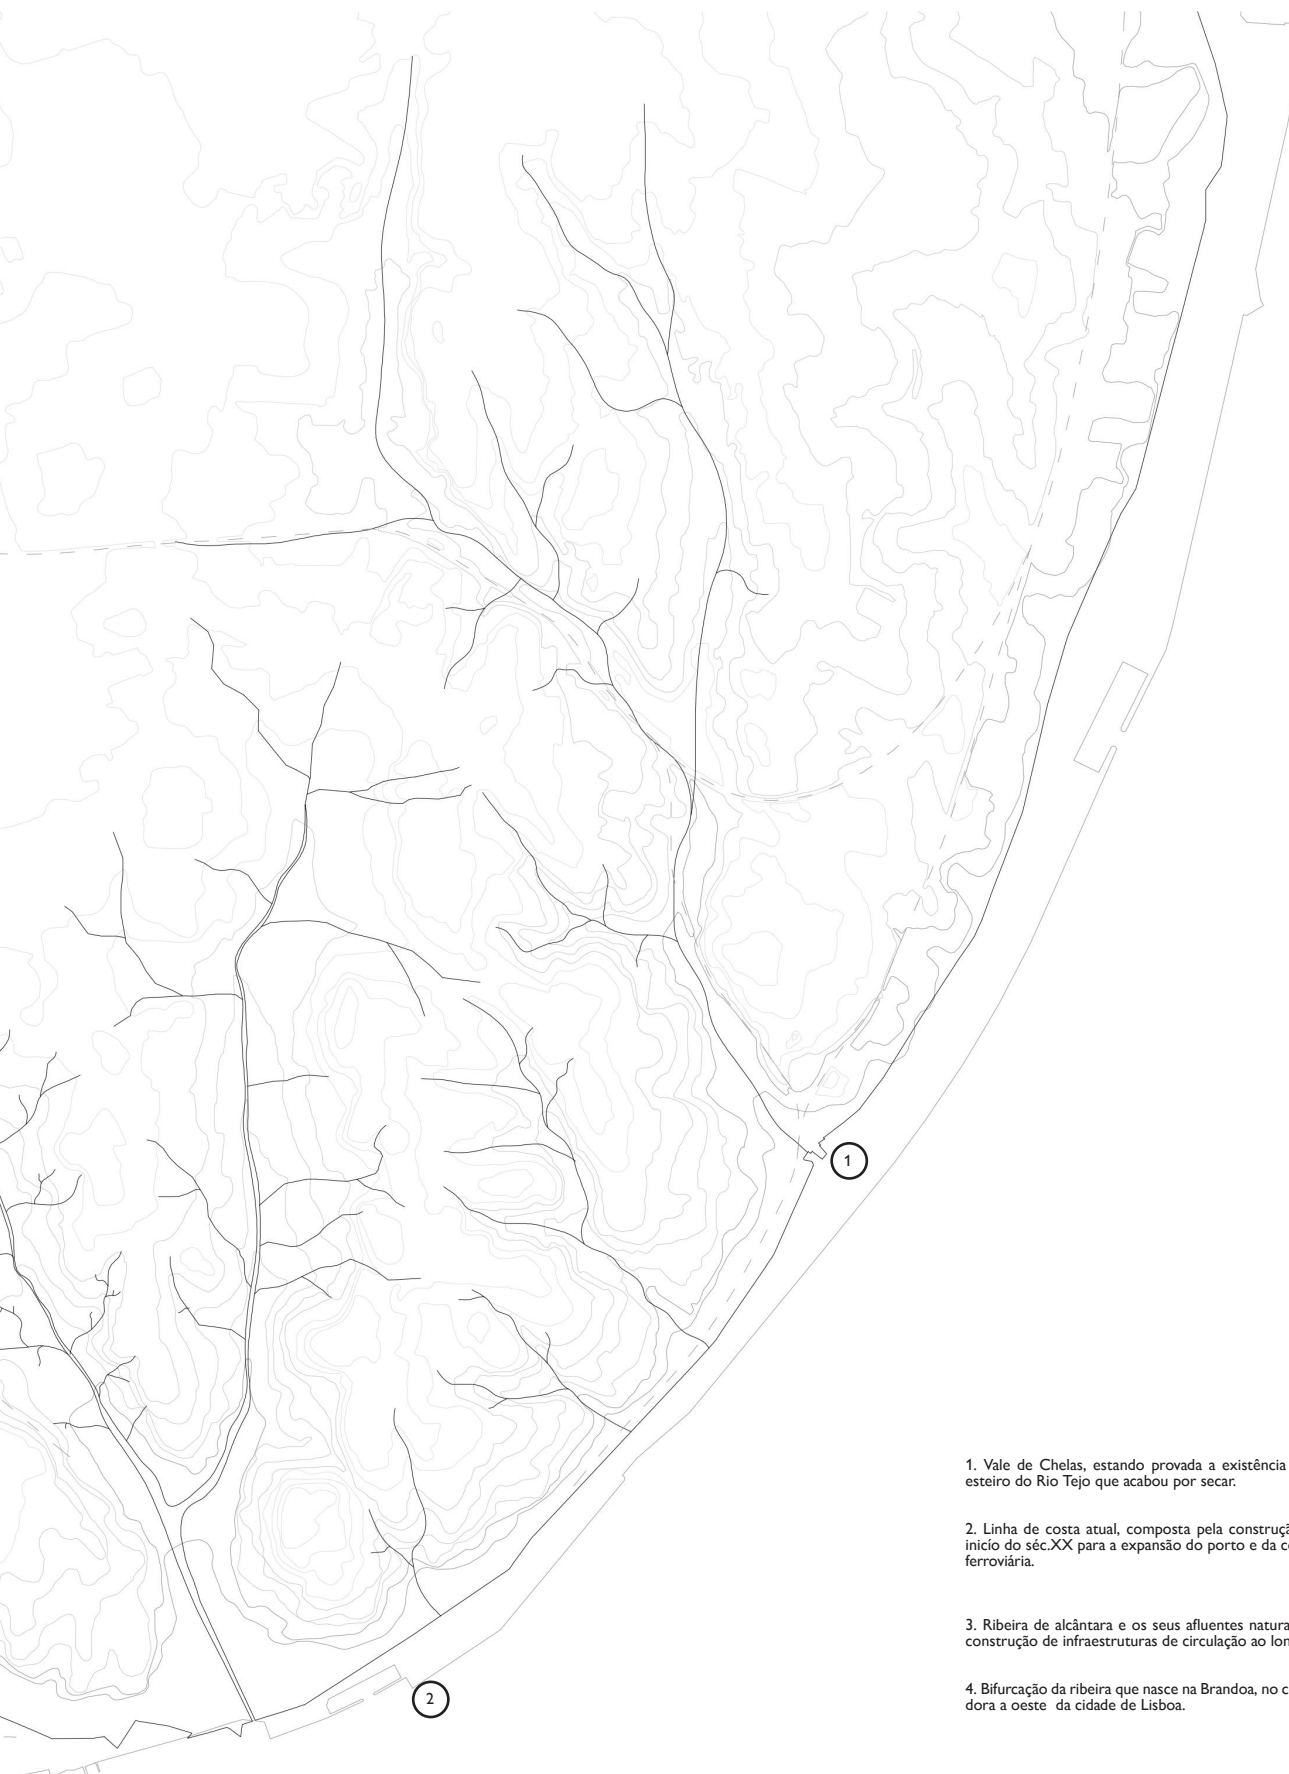 1
2
1. Vale de Chelas, estando provada a existência
esteiro do Rio Tejo que acabou por secar.
2. Linha de costa atual, composta pela construçã
inicío do séc.XX para a expansão do porto e da c
ferroviária.
3. Ribeira de alcântara e os seus afluentes natura
construção de infraestruturas de circulação ao lon
4. Bifurcação da ribeira que nasce na Brandoa, no c
dora a oeste da cidade de Lisboa.